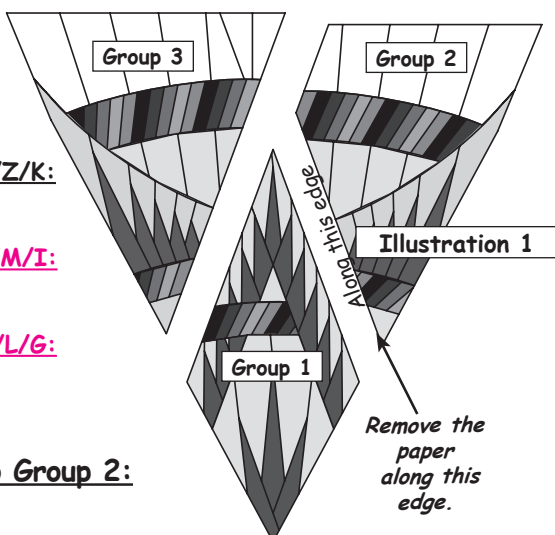 Group 3
Group 2
/Z/K:
Along this edge.
Illustration 1
M/I:
/L/G:
Group 1
Remove the
paper
along this
edge.
Group 2: